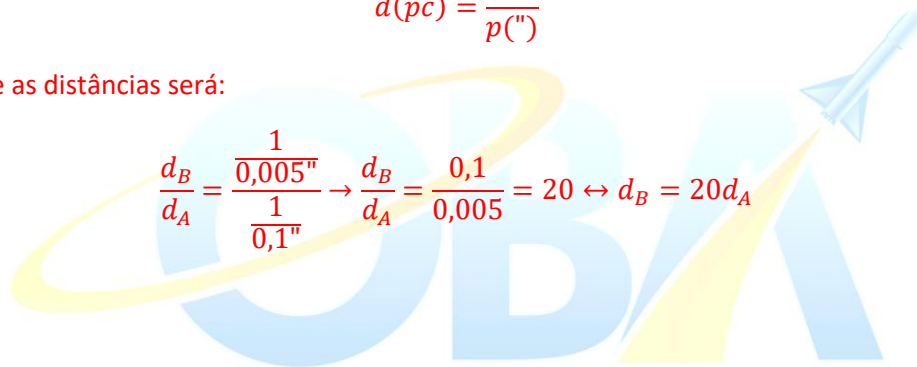 d(pc) = / p(")
e as distâncias será:
d_B / d_A = (1 / 0,005") / (1 / 0,1") → d_B / d_A = 0,1 / 0,005 = 20 ↔ d_B = 20d_A
OBA